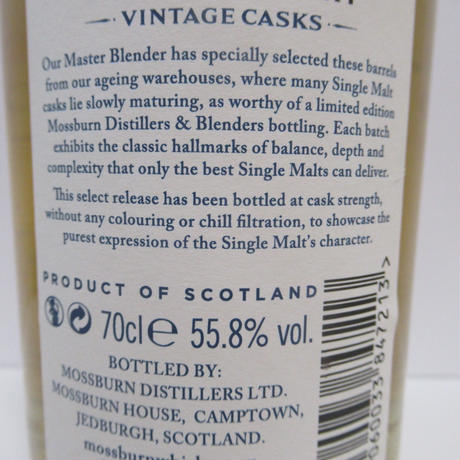 VINTAGE CASKS
Our Master Blender has specially selected these barrels
from our ageing warehouses, where many Single Malt
casks lie slowly maturing, as worthy of a limited edition
Mossburn Distillers & Blenders bottling. Each batch
exhibits the classic hallmarks of balance, depth and
complexity that only the best Single Malts can deliver.
This select release has been bottled at cask strength,
without any colouring or chill filtration, to showcase the
purest expression of the Single Malt's character.
PRODUCT OF SCOTLAND
70cl e 55.8% vol.
BOTTLED BY:
MOSSBURN DISTILLERS LTD.
MOSSBURN HOUSE, CAMPTOWN,
JEDBURGH, SCOTLAND.
060033 847213 >